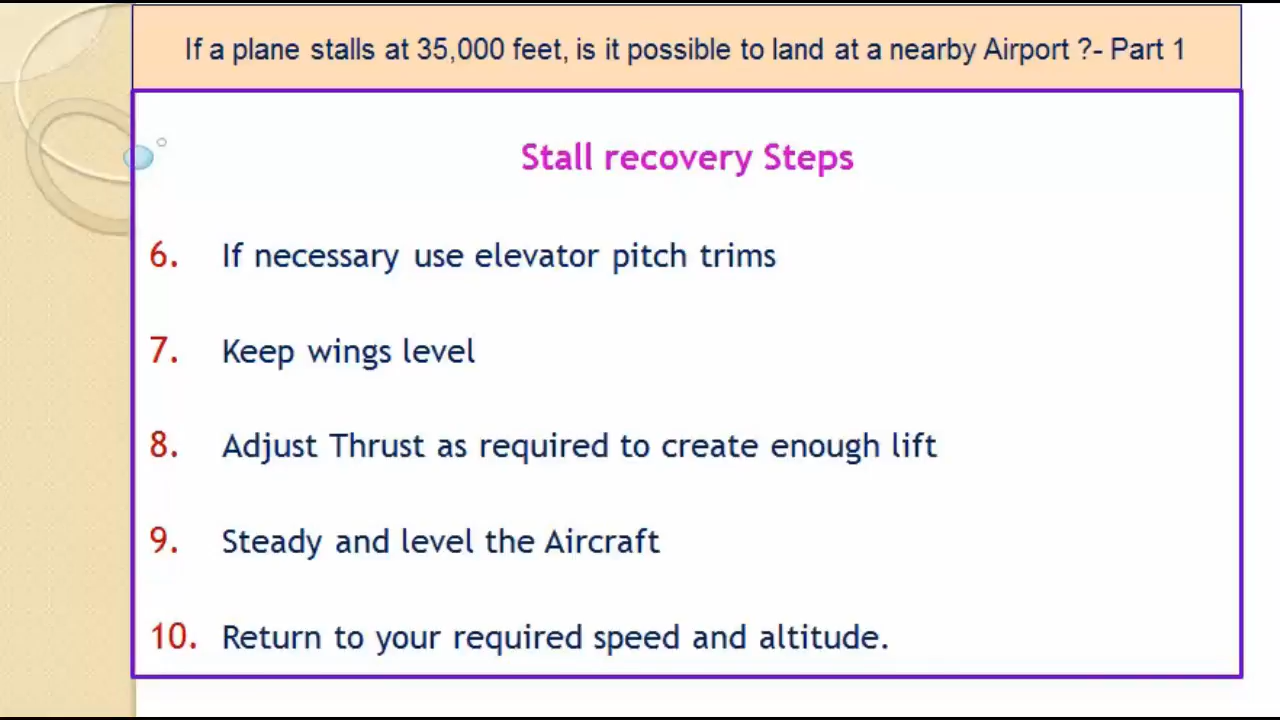 If a plane stalls at 35,000 feet, is it possible to land at a nearby Airport ?- Part 1
Stall recovery Steps
6. If necessary use elevator pitch trims
7. Keep wings level
8. Adjust Thrust as required to create enough lift
9. Steady and level the Aircraft
10. Return to your required speed and altitude.